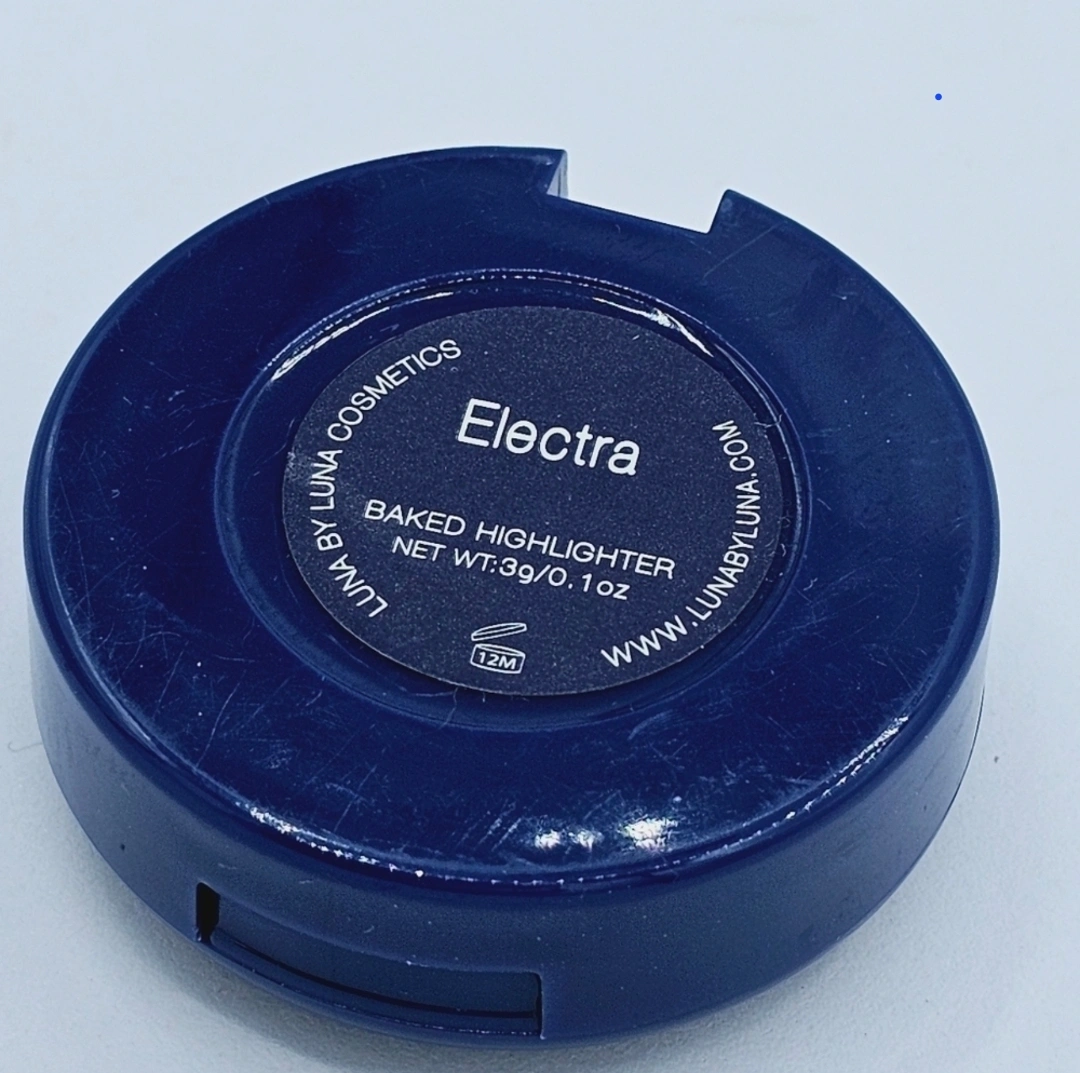 LUNA BY LUNA COSMETICS
Electra
BAKED HIGHLIGHTER
NET WT:3g/0.1oz
12M
WWW.LUNABYLUNA.COM